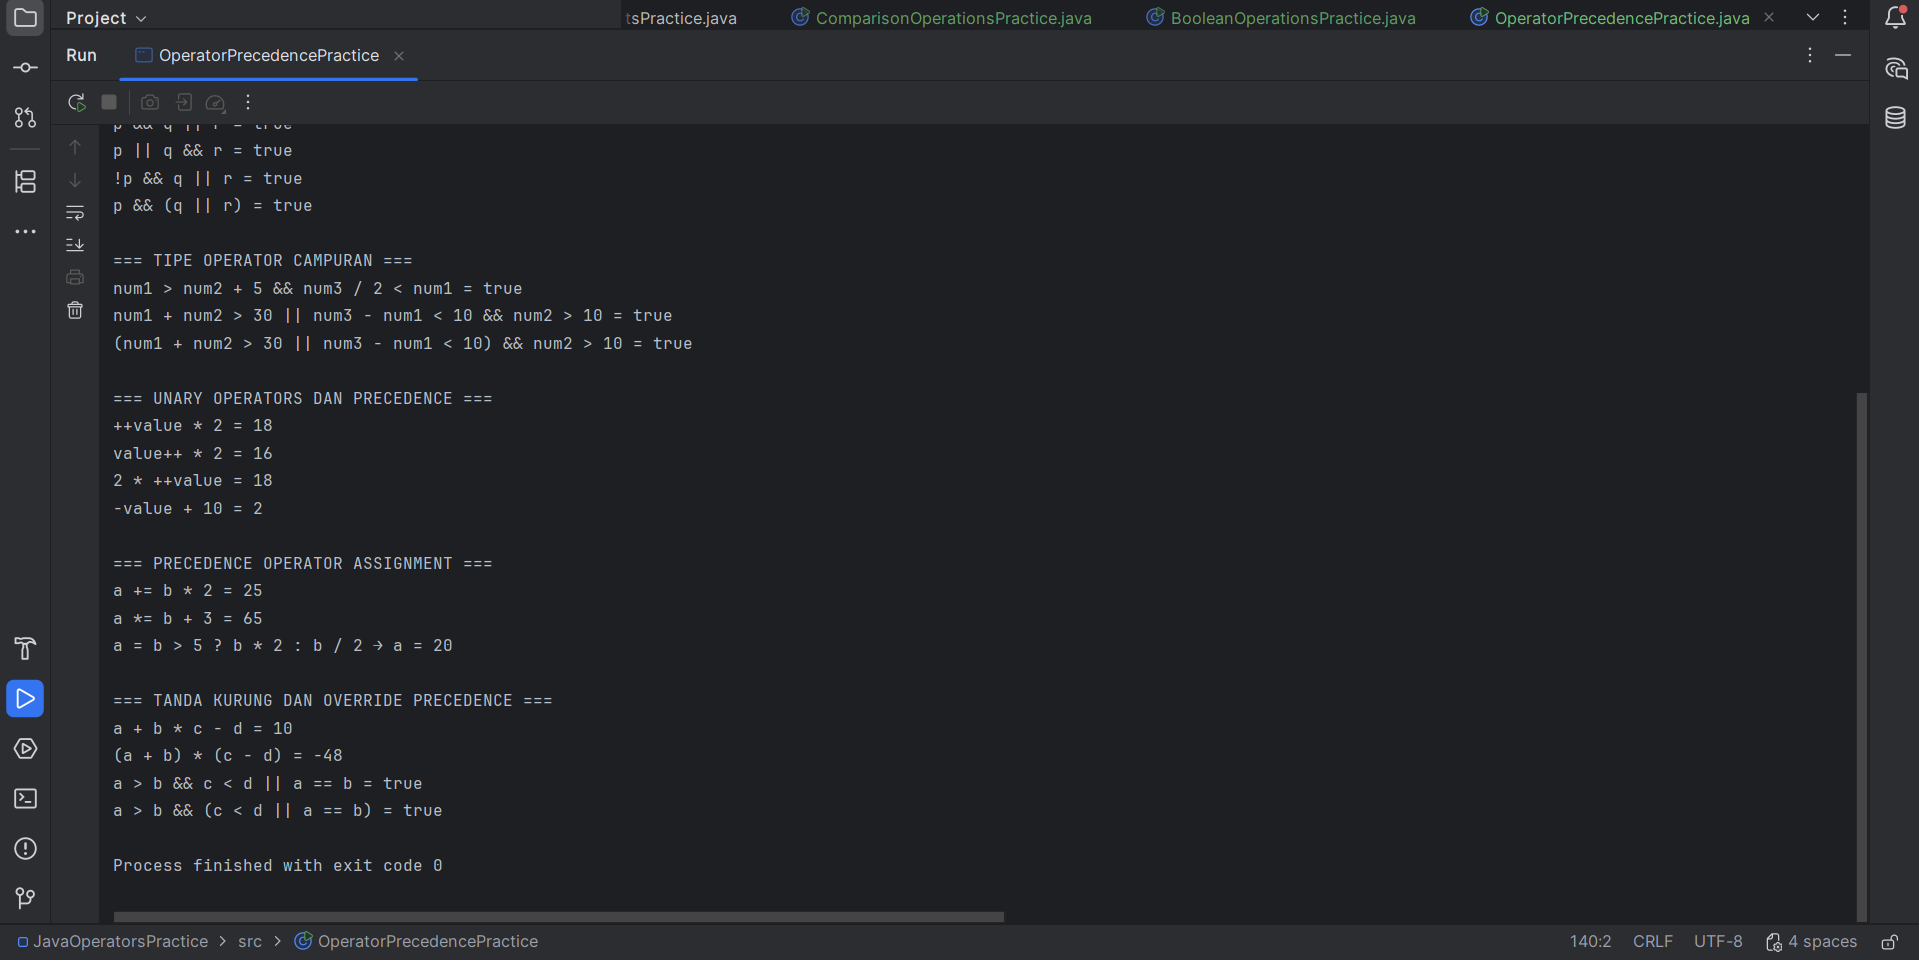 Project
tsPractice.java
ComparisonOperationsPractice.java
BooleanOperationsPractice.java
OperatorPrecedencePractice.java
Run
OperatorPrecedencePractice
p && q || r = true
p || q && r = true
!p && q || r = true
p && (q || r) = true
=== TIPE OPERATOR CAMPURAN ===
num1 > num2 + 5 && num3 / 2 < num1 = true
num1 + num2 > 30 || num3 - num1 < 10 && num2 > 10 = true
(num1 + num2 > 30 || num3 - num1 < 10) && num2 > 10 = true
=== UNARY OPERATORS DAN PRECEDENCE ===
++value * 2 = 18
value++ * 2 = 16
2 * ++value = 18
-value + 10 = 2
=== PRECEDENCE OPERATOR ASSIGNMENT ===
a += b * 2 = 25
a *= b + 3 = 65
a = b > 5 ? b * 2 : b / 2 → a = 20
=== TANDA KURUNG DAN OVERRIDE PRECEDENCE ===
a + b * c - d = 10
(a + b) * (c - d) = -48
a > b && c < d || a == b = true
a > b && (c < d || a == b) = true
Process finished with exit code 0
JavaOperatorsPractice > src > OperatorPrecedencePractice
140:2 CRLF UTF-8 4 spaces